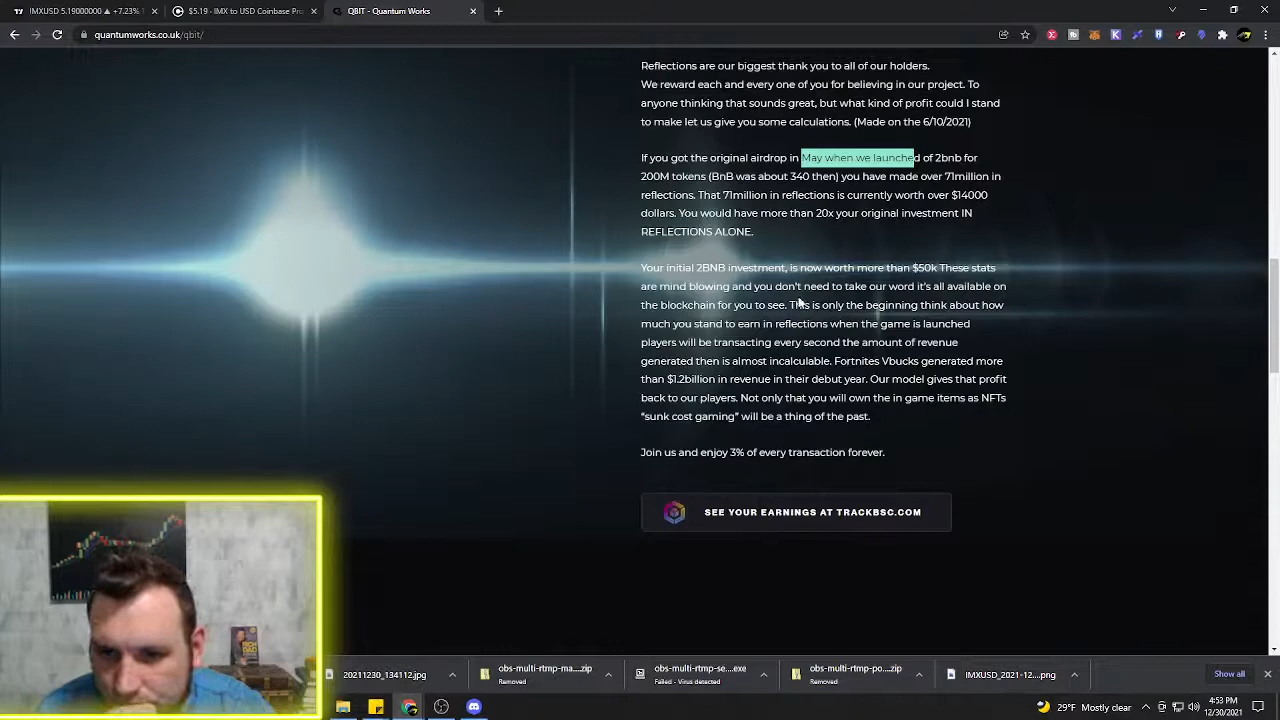 IMXUSD 5.19000000 ▲ +7.23% 1
$5.19 - IMX to USD Coinbase Pro
QBIT - Quantum Works
quantumworks.co.uk/qbit/
Reflections are our biggest thank you to all of our holders.
We reward each and every one of you for believing in our project. To
anyone thinking that sounds great, but what kind of profit could I stand
to make let us give you some calculations. (Made on the 6/10/2021)
If you got the original airdrop in May when we launched of 2bnb for
200M tokens (BnB was about 340 then) you have made over 71million in
reflections. That 71million in reflections is currently worth over $14000
dollars. You would have more than 20x your original investment IN
REFLECTIONS ALONE.
Your initial 2BNB investment, is now worth more than $50k These stats
are mind blowing and you don't need to take our word it's all available on
the blockchain for you to see. This is only the beginning think about how
much you stand to earn in reflections when the game is launched
players will be transacting every second the amount of revenue
generated then is almost incalculable. Fortnites Vbucks generated more
than $1.2billion in revenue in their debut year. Our model gives that profit
back to our players. Not only that you will own the in game items as NFTs
“sunk cost gaming” will be a thing of the past.
Join us and enjoy 3% of every transaction forever.
SEE YOUR EARNINGS AT TRACKBSC.COM
RICH
DAD
20211230_134112.jpg
obs-multi-rtmp-ma....zip
Removed
obs-multi-rtmp-se....exe
Failed - Virus detected
obs-multi-rtmp-po....zip
Removed
IMXUSD_2021-12....png
Show all
29°F Mostly clear
4:53 PM
12/30/2021